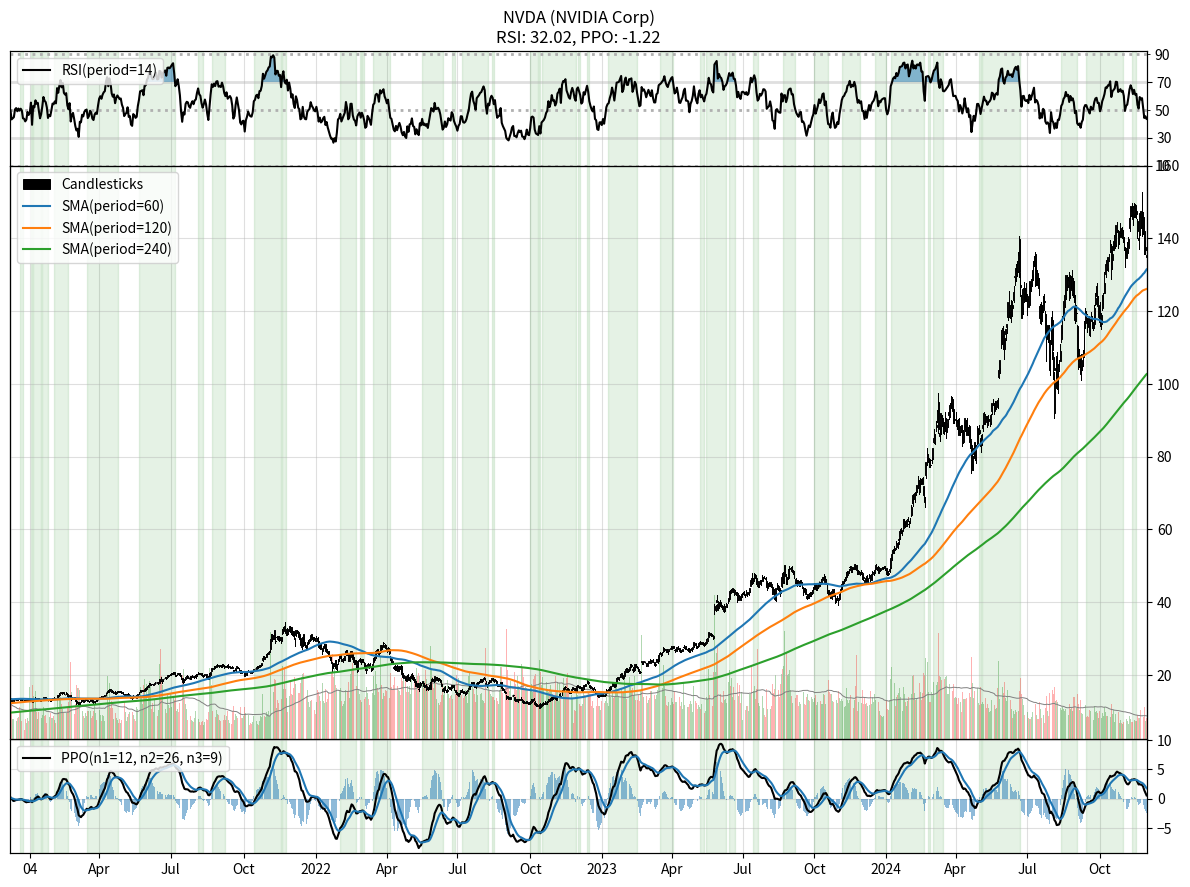 NVDA (NVIDIA Corp)
RSI: 32.02, PPO: -1.22
RSI(period=14)
90
70
50
30
10
160
Candlesticks
SMA(period=60)
SMA(period=120)
SMA(period=240)
140
120
100
80
60
40
20
PPO(n1=12, n2=26, n3=9)
10
5
0
−5
04 Apr Jul Oct 2022 Apr Jul Oct 2023 Apr Jul Oct 2024 Apr Jul Oct